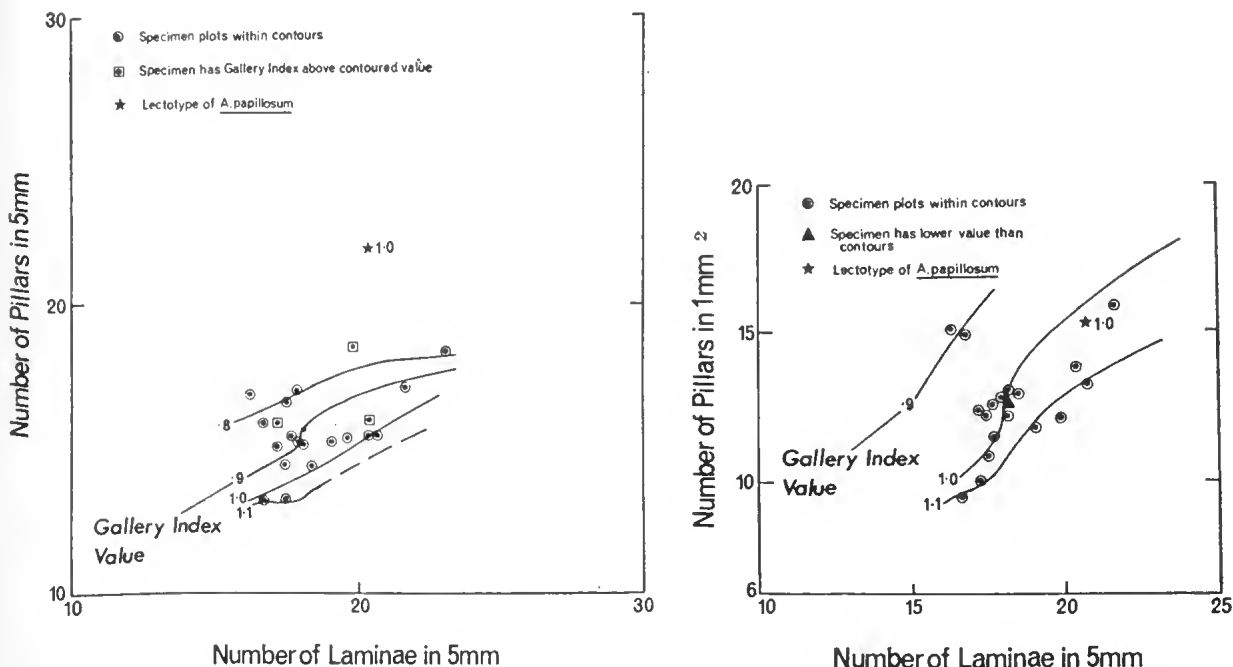 30
Specimen plots within contours
Specimen has Gallery Index above contoured value
Lectotype of A.papillosum
Number of Pillars in 5mm
1·0
20
·8
·9
1·0
1·1
Gallery Index
Value
10
10
20
30
Number of Laminae in 5mm
20
Specimen plots within contours
Specimen has lower value than
contours
Lectotype of A.papillosum
Number of Pillars in 1mm 2
1·0
15
·9
Gallery Index
Value
1·0
1·1
10
6
10
15
20
25
Number of Laminae in 5mm